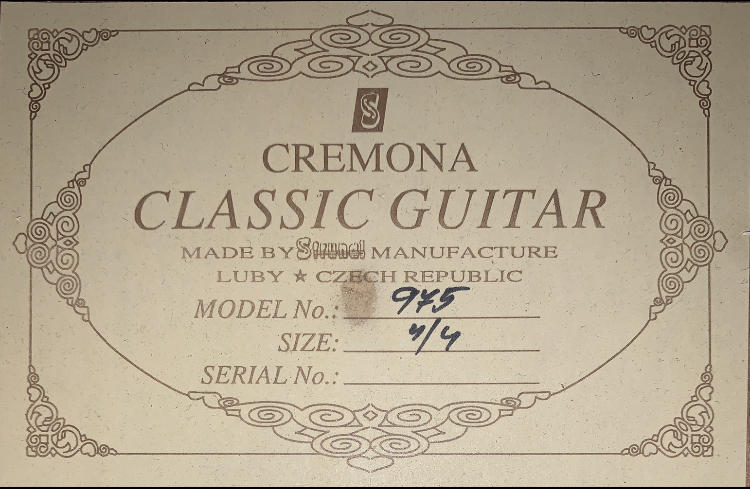 S
CREMONA
CLASSIC GUITAR
MADE BY Strunal MANUFACTURE
LUBY ★ CZECH REPUBLIC
MODEL No.: 975
SIZE: 4/4
SERIAL No.: